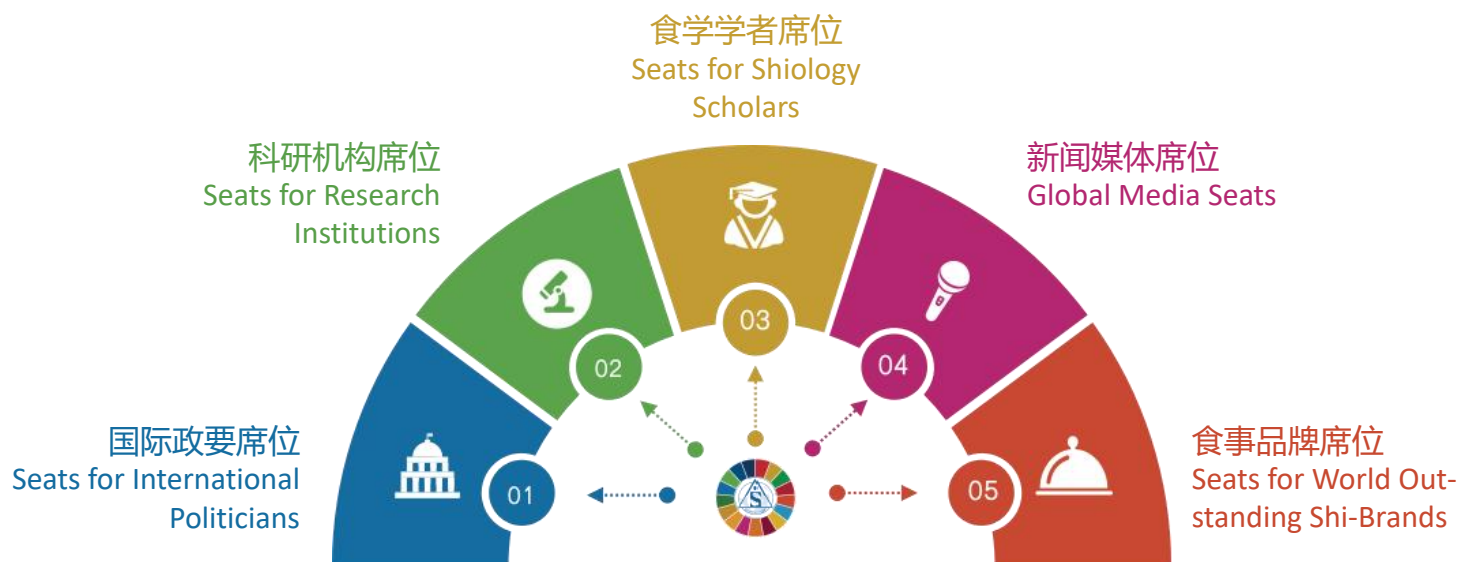 食学学者席位
Seats for Shiology
Scholars
科研机构席位
Seats for Research
Institutions
新闻媒体席位
Global Media Seats
国际政要席位
Seats for International
Politicians
食事品牌席位
Seats for World Out-
standing Shi-Brands
01
02
03
04
05
S